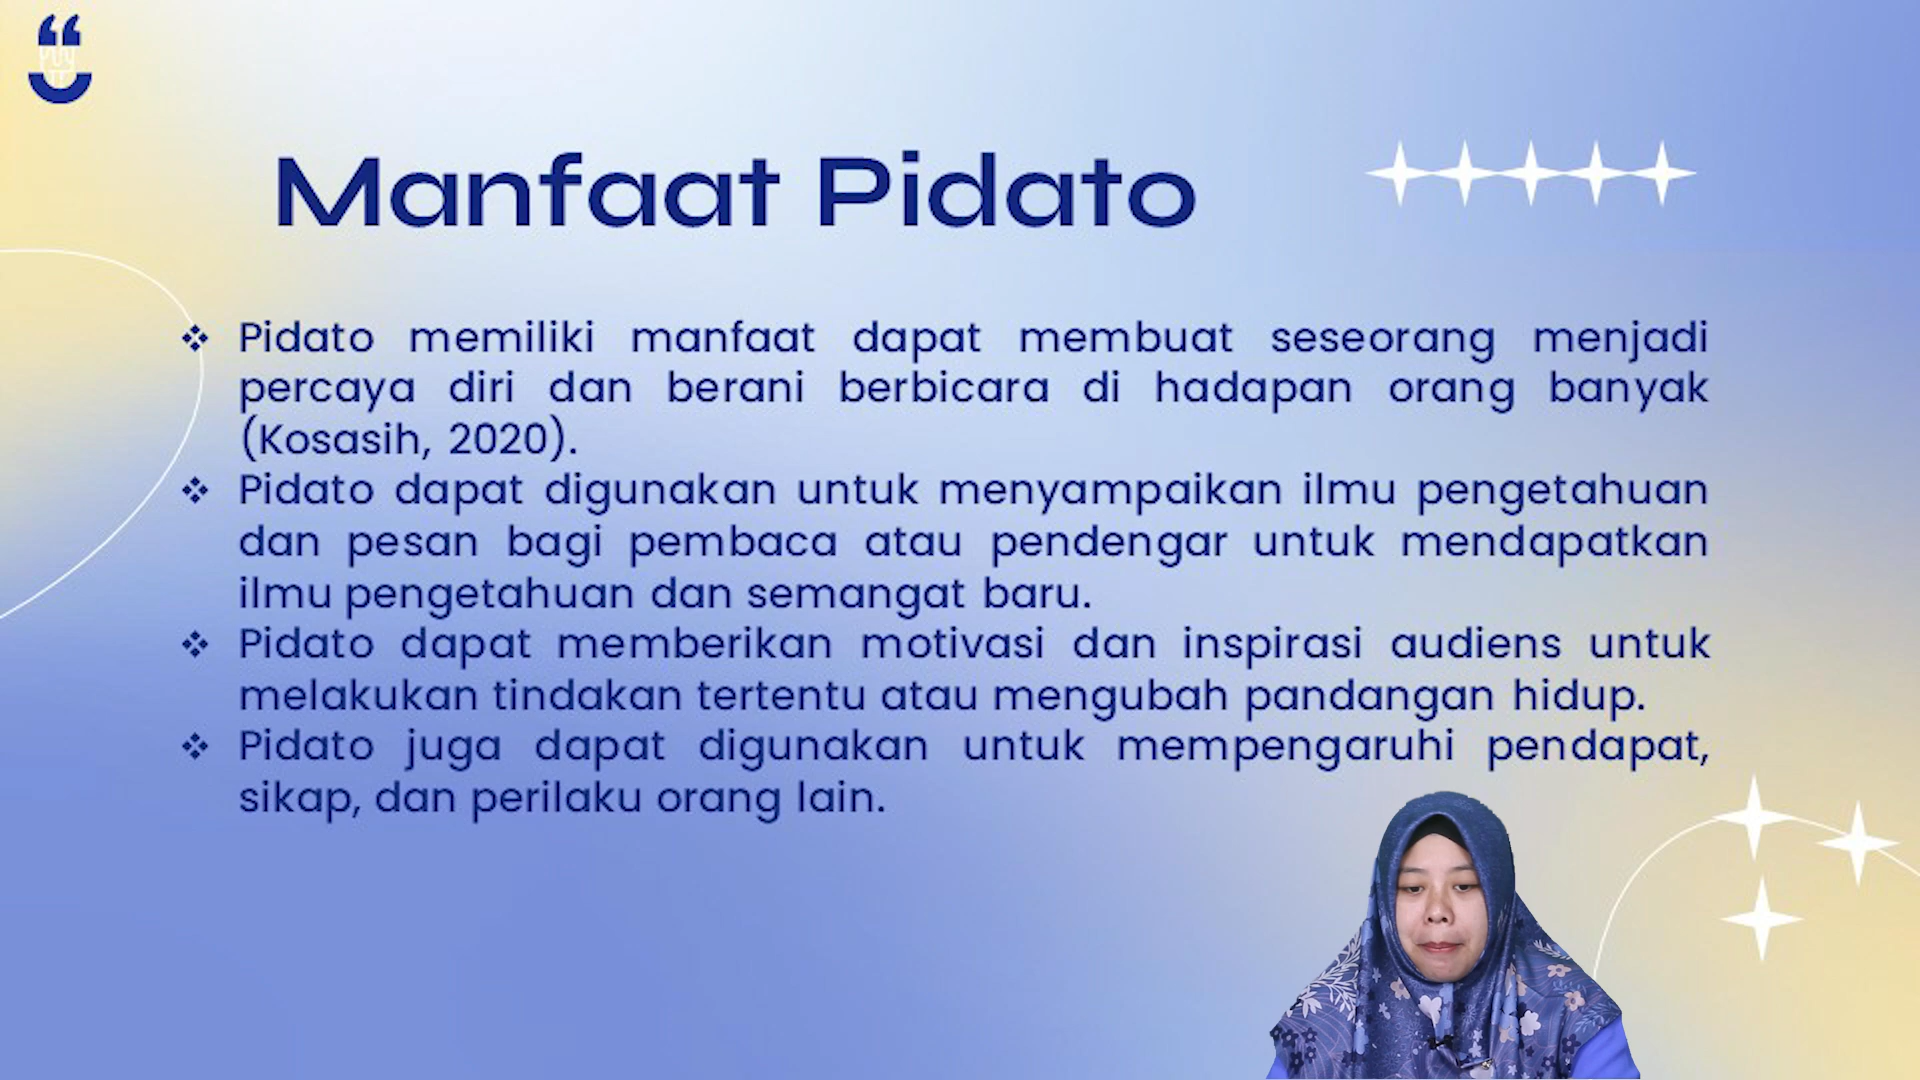 Manfaat Pidato
Pidato memiliki manfaat dapat membuat seseorang menjadi
percaya diri dan berani berbicara di hadapan orang banyak
(Kosasih, 2020).
Pidato dapat digunakan untuk menyampaikan ilmu pengetahuan
dan pesan bagi pembaca atau pendengar untuk mendapatkan
ilmu pengetahuan dan semangat baru.
Pidato dapat memberikan motivasi dan inspirasi audiens untuk
melakukan tindakan tertentu atau mengubah pandangan hidup.
Pidato juga dapat digunakan untuk mempengaruhi pendapat,
sikap, dan perilaku orang lain.